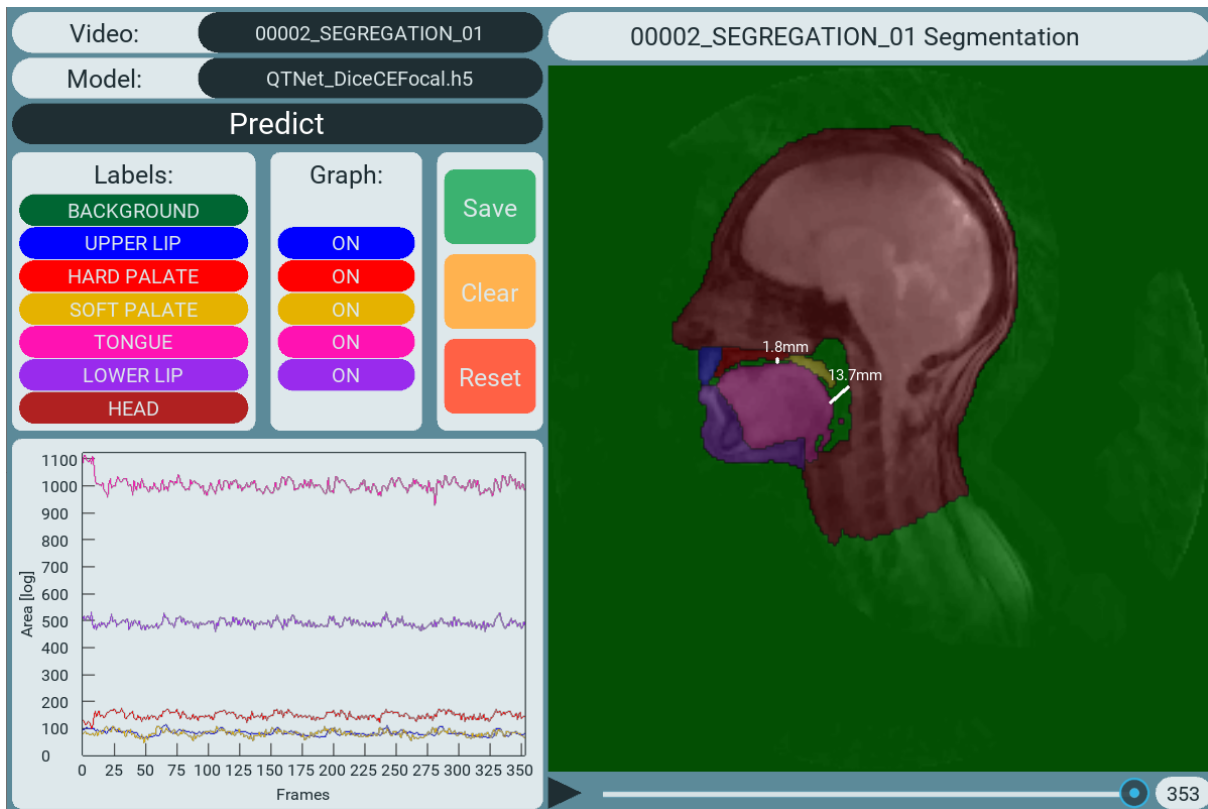 Video:
00002_SEGREGATION_01
Model:
QTNet_DiceCEFocal.h5
Predict
Labels:
BACKGROUND
UPPER LIP
HARD PALATE
SOFT PALATE
TONGUE
LOWER LIP
HEAD
Graph:
ON
ON
ON
ON
ON
Save
Clear
Reset
1100
1000
900
800
700
600
500
400
300
200
100
0
Area [log]
0 25 50 75 100 125 150 175 200 225 250 275 300 325 350
Frames
00002_SEGREGATION_01 Segmentation
1.8mm
13.7mm
353